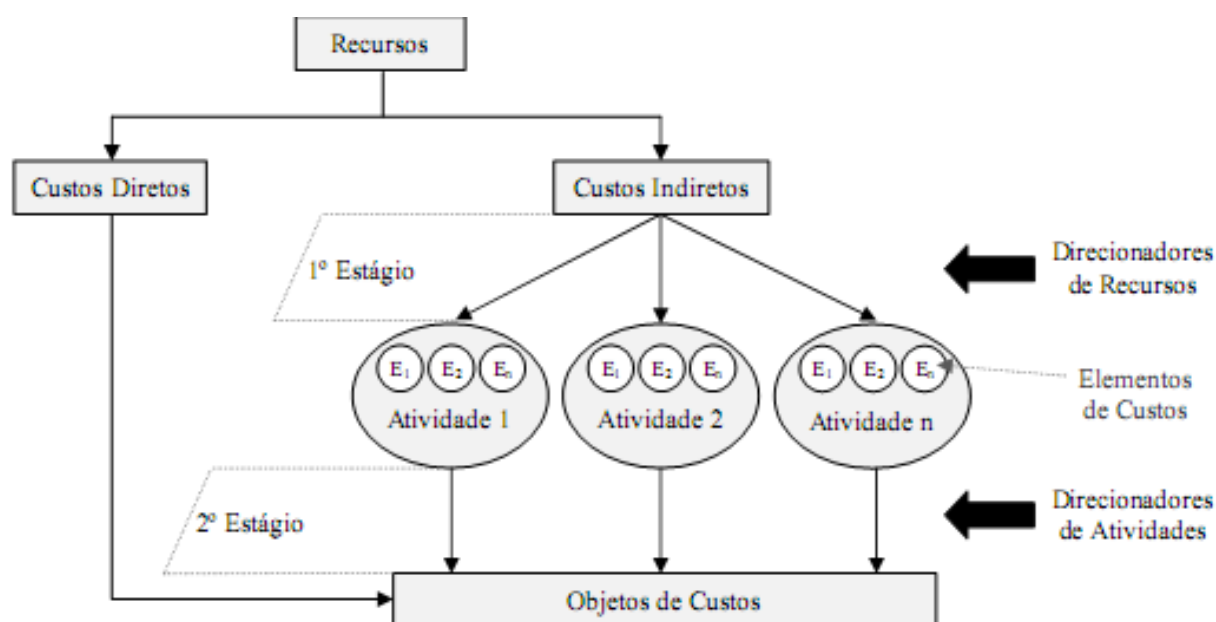 Recursos
Custos Diretos
Custos Indiretos
1º Estágio
Direcionadores
de Recursos
E1 E2 En
Atividade 1
E1 E2 En
Atividade 2
E1 E2 En
Atividade n
Elementos
de Custos
2º Estágio
Direcionadores
de Atividades
Objetos de Custos